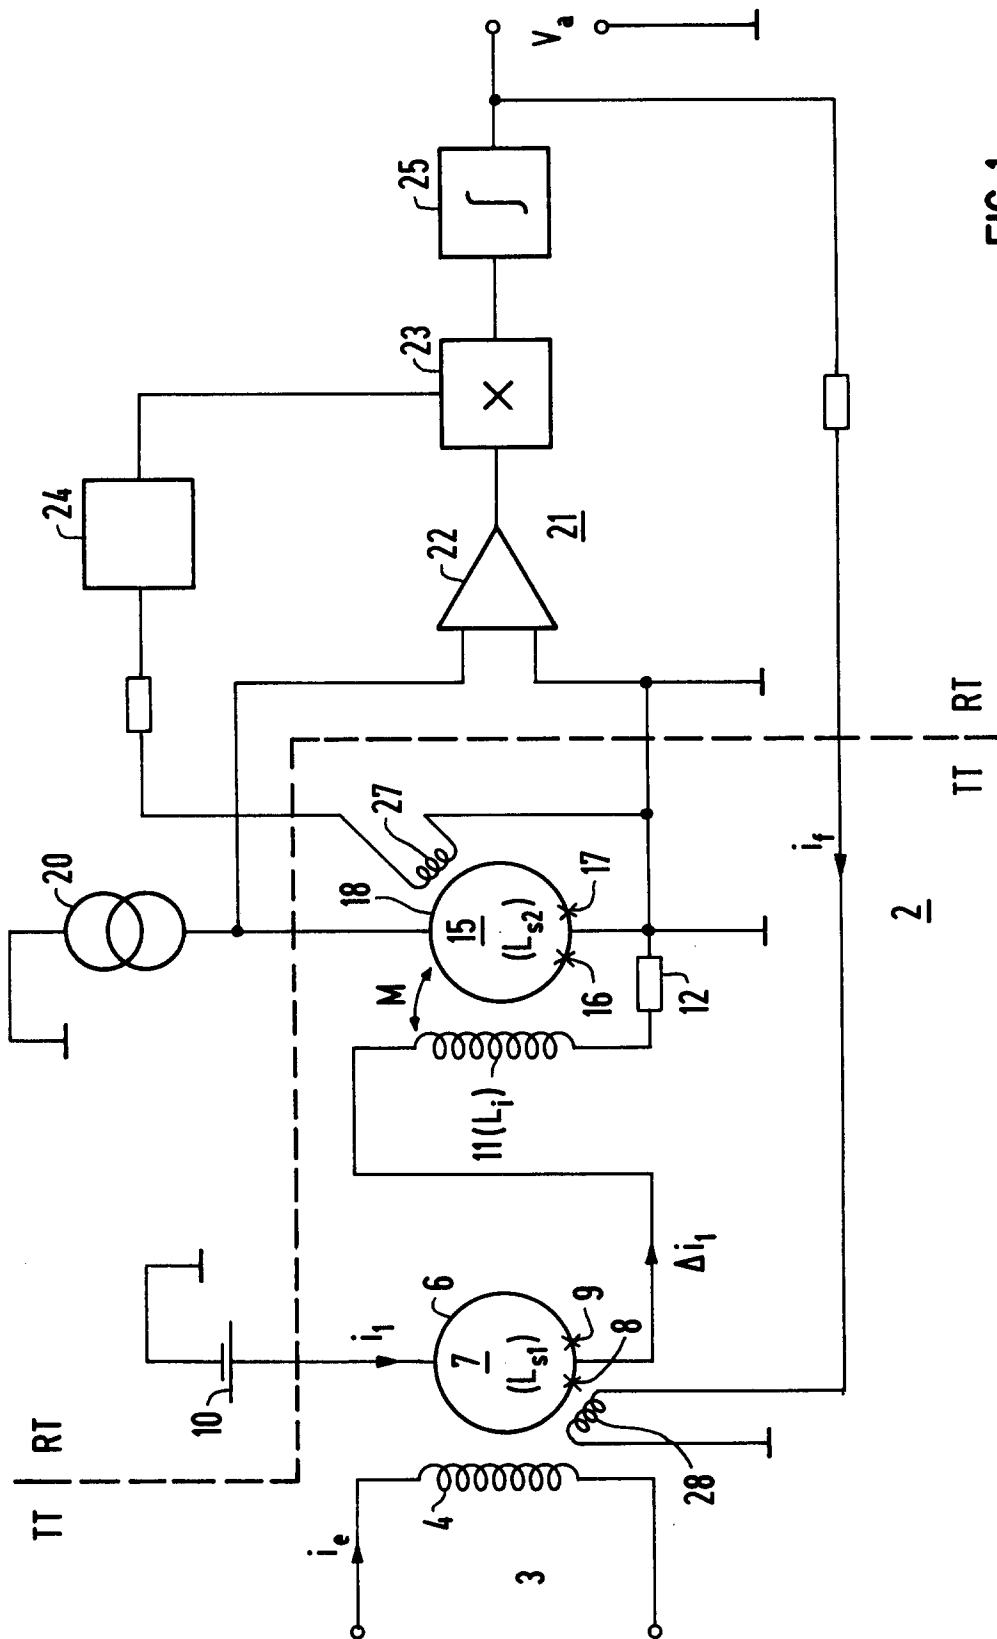 TT | RT
i_e
3
4
10
i_1
6
7
(L_s1)
9
8
28
Δi_1
11(L_i)
M
20
18
15
(L_s2)
27
16
17
12
2
i_f
TT | RT
24
22
21
23
×
25
∫
V_a
FIG. 1